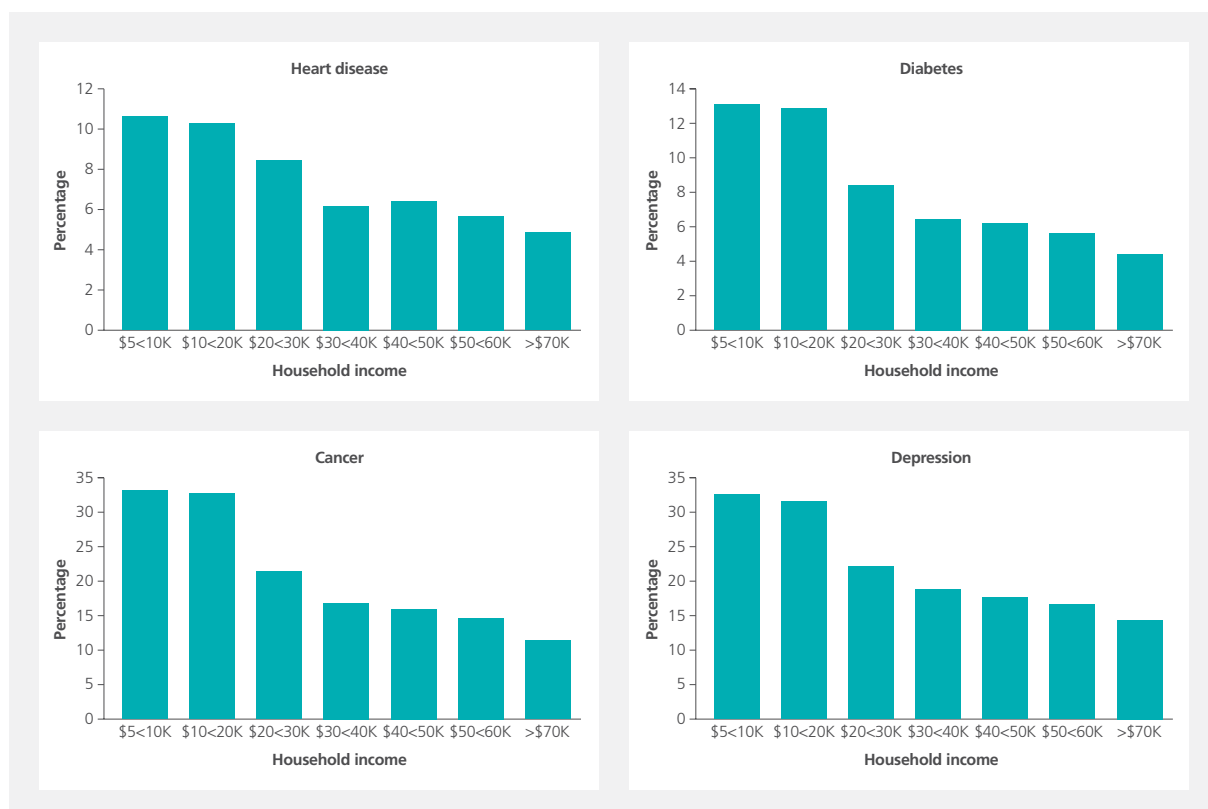 Heart disease
12
10
8
6
4
2
0
Percentage
$5<10K $10<20K $20<30K $30<40K $40<50K $50<60K >$70K
Household income
Diabetes
14
12
10
8
6
4
2
0
Percentage
$5<10K $10<20K $20<30K $30<40K $40<50K $50<60K >$70K
Household income
Cancer
35
30
25
20
15
10
5
0
Percentage
$5<10K $10<20K $20<30K $30<40K $40<50K $50<60K >$70K
Household income
Depression
35
30
25
20
15
10
5
0
Percentage
$5<10K $10<20K $20<30K $30<40K $40<50K $50<60K >$70K
Household income